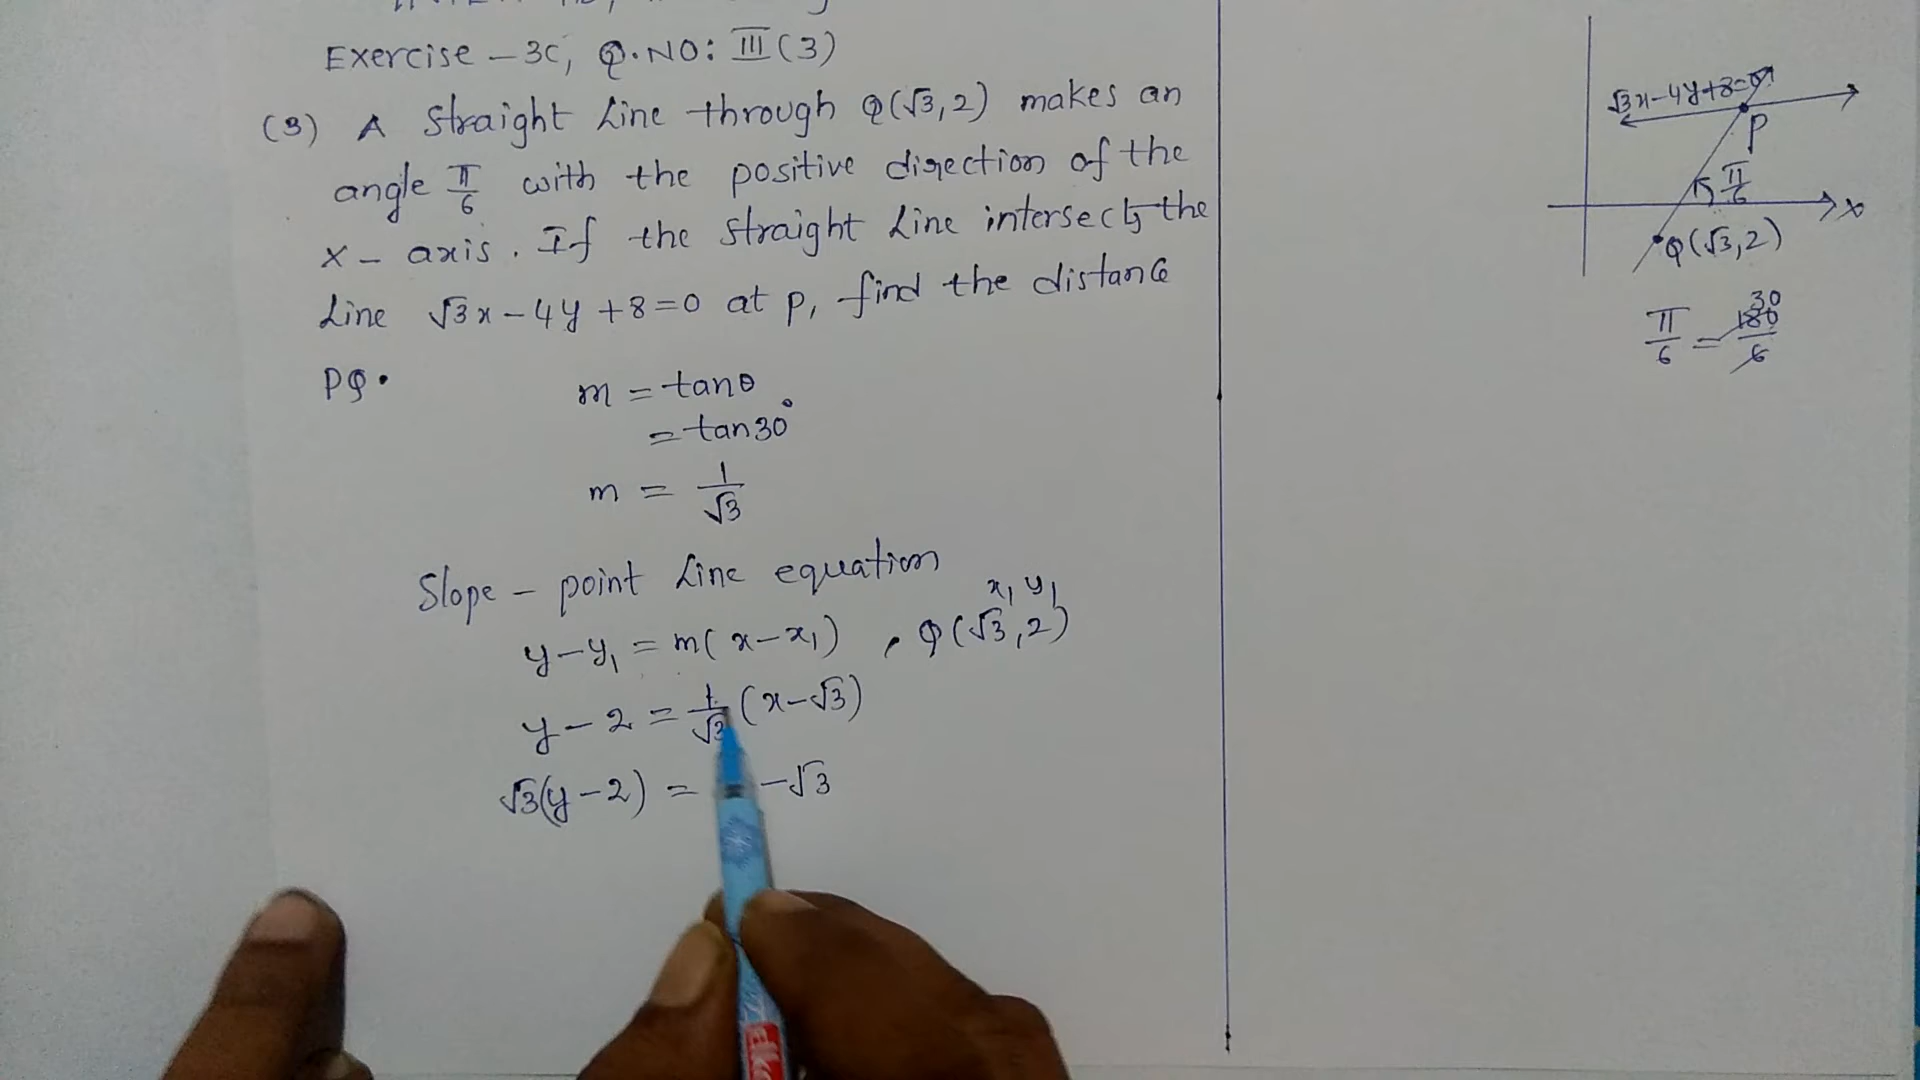 Exercise - 3c, Q.NO: III (3)
(3) A Straight Line through Q(√3,2) makes an
angle π/6 with the positive direction of the
x - axis. If the straight Line intersects the
Line √3x-4y+8=0 at P, find the distance
PQ.
m = tanθ
= tan30°
m = 1/√3
Slope - point Line equation
y-y₁ = m(x-x₁), Q(√3,2)
x₁ y₁
y-2 = 1/√3 (x-√3)
√3(y-2) = -√3
√3x-4y+8=0
P
π/6
x
Q(√3,2)
π/6 = 180/6
30